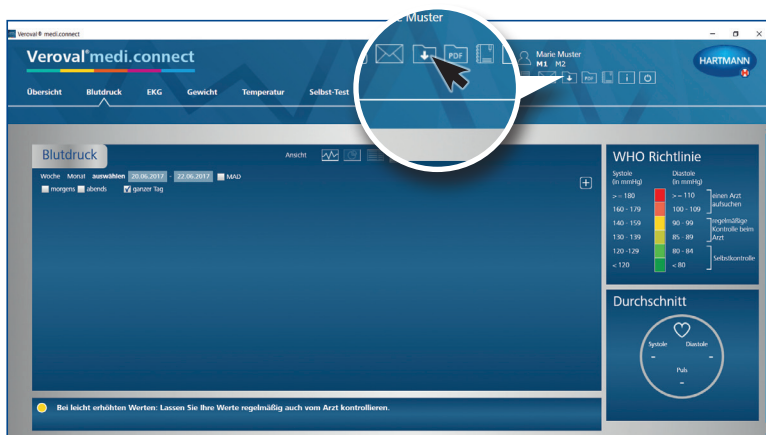 Veroval® medi.connect
Veroval® medi.connect
Muster
PDF
Marie Muster
M1 M2
PDF
HARTMANN
Übersicht Blutdruck EKG Gewicht Temperatur Selbst-Test
Blutdruck
Ansicht
Woche Monat auswählen 20.06.2017 - 22.06.2017 MAD
morgens abends ganzer Tag
WHO Richtlinie
Systole (in mmHg) Diastole (in mmHg)
> = 180 > = 110 einen Arzt aufsuchen
160 - 179 100 - 109
140 - 159 90 - 99 regelmäßige Kontrolle beim Arzt
130 - 139 85 - 89
120 -129 80 - 84 Selbstkontrolle
< 120 < 80
Durchschnitt
Systole Diastole
- -
Puls
-
Bei leicht erhöhten Werten: Lassen Sie Ihre Werte regelmäßig auch vom Arzt kontrollieren.